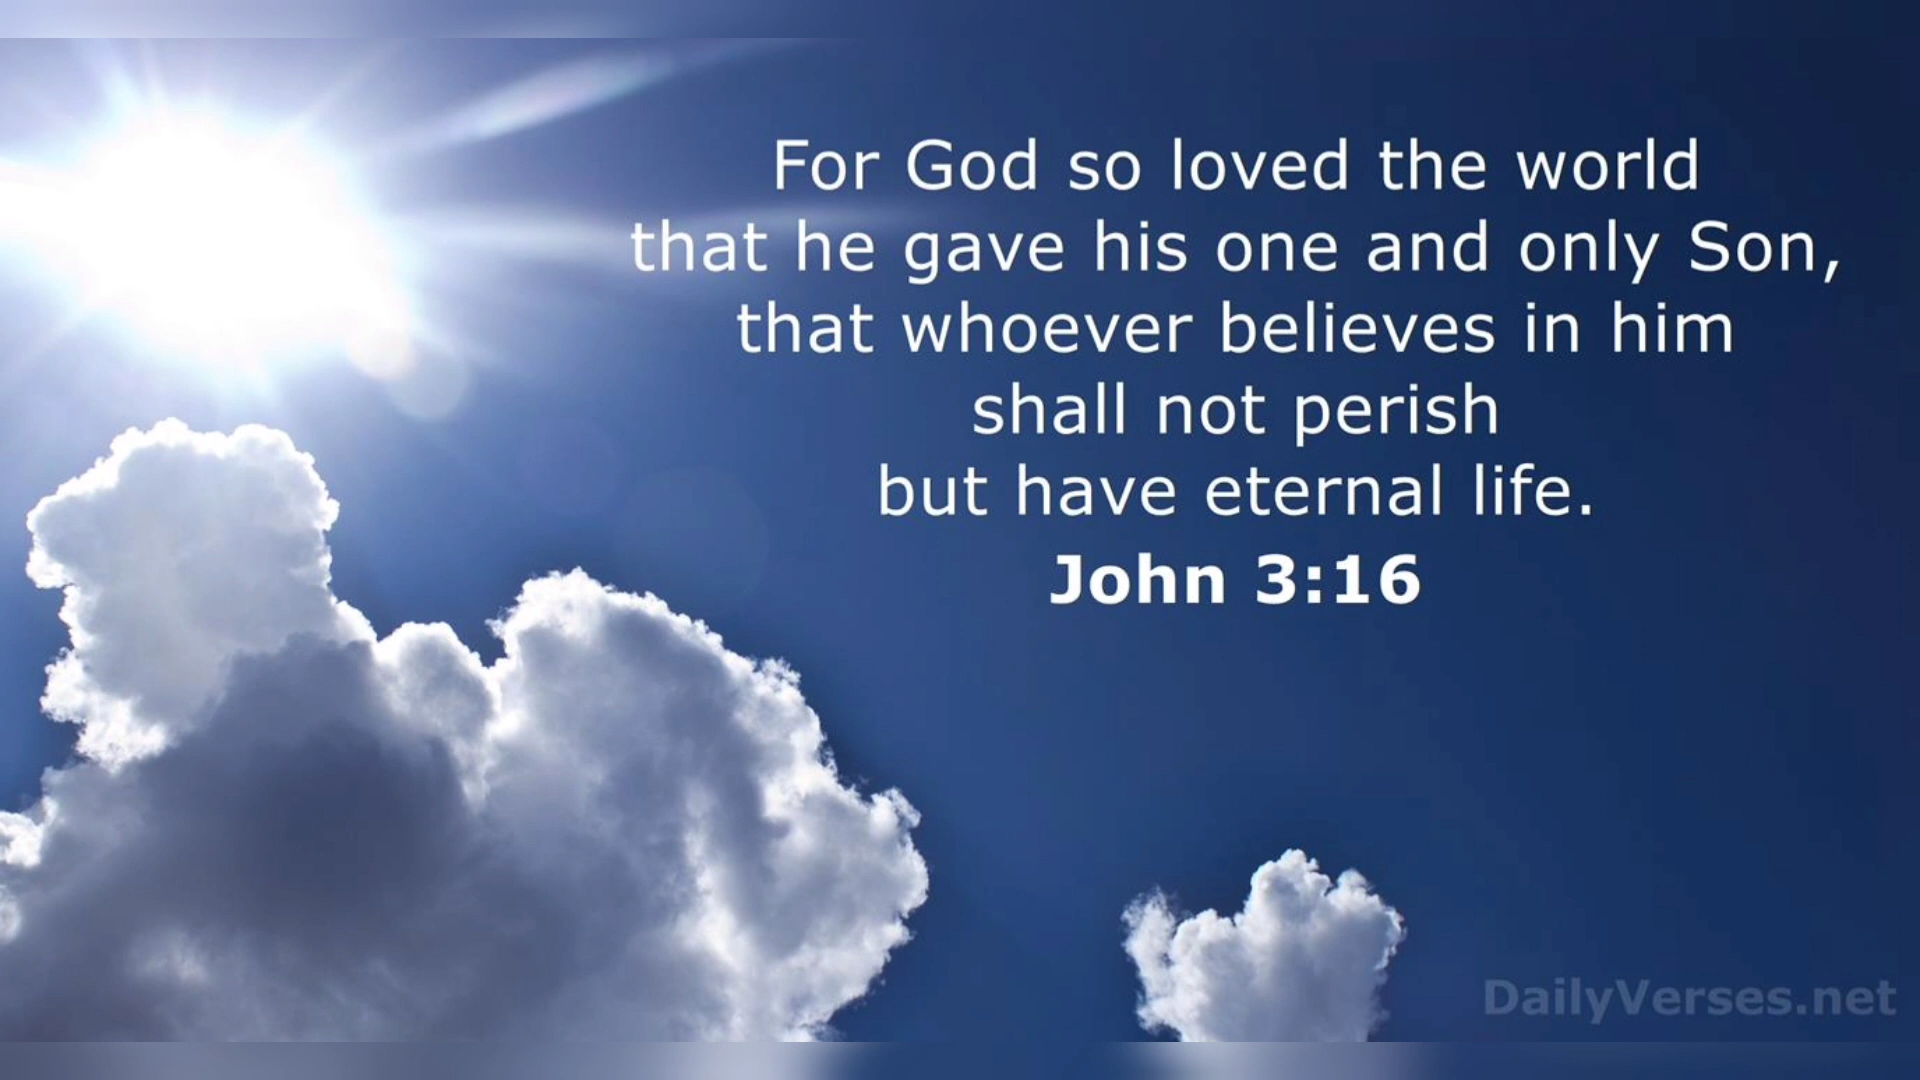 For God so loved the world
that he gave his one and only Son,
that whoever believes in him
shall not perish
but have eternal life.
John 3:16
DailyVerses.net